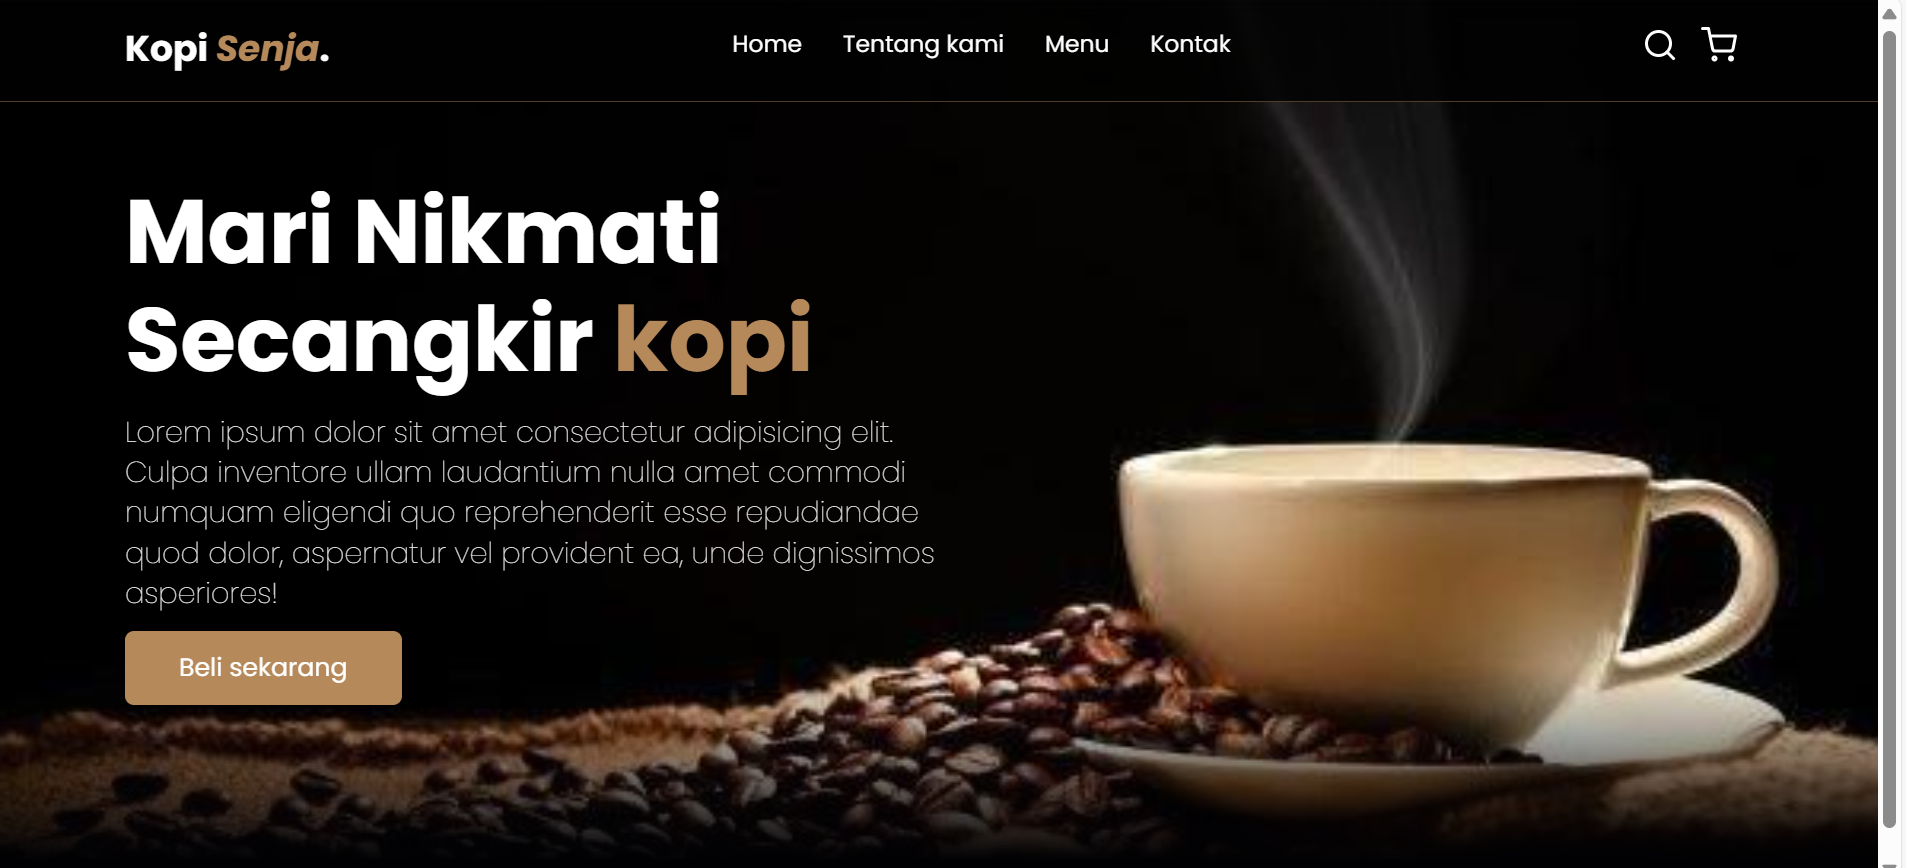 Kopi Senja.
Home Tentang kami Menu Kontak
Mari Nikmati
Secangkir kopi
Lorem ipsum dolor sit amet consectetur adipisicing elit.
Culpa inventore ullam laudantium nulla amet commodi
numquam eligendi quo reprehenderit esse repudiandae
quod dolor, aspernatur vel provident ea, unde dignissimos
asperiores!
Beli sekarang